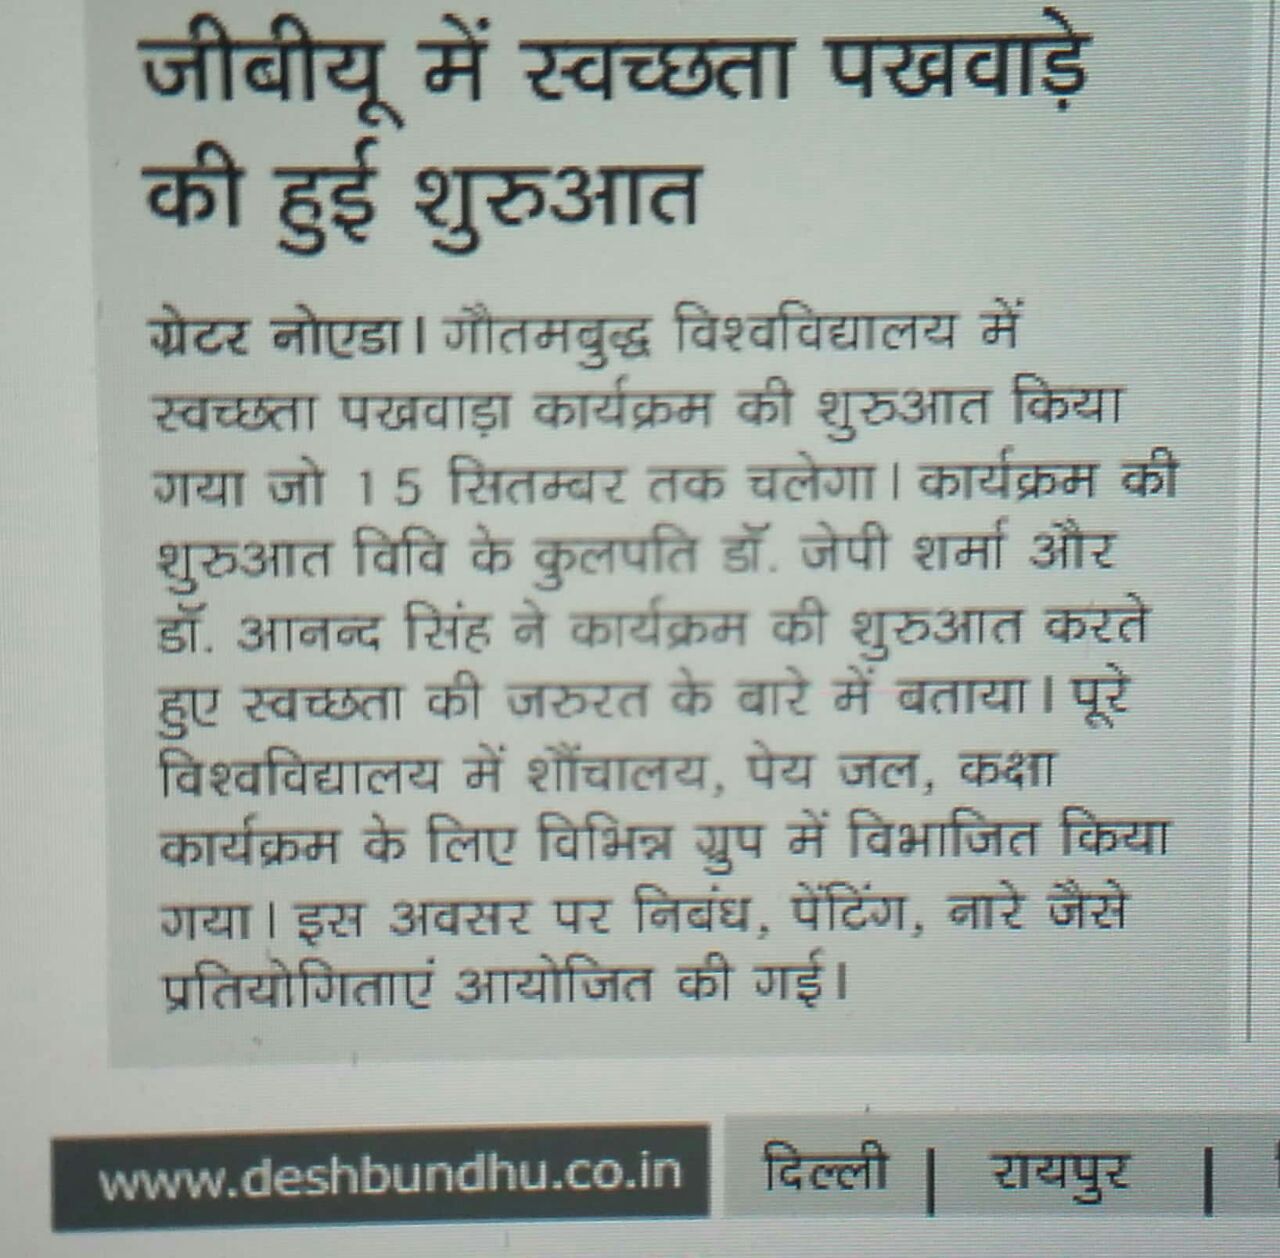 जीबीयू में स्वच्छता पखवाड़े
की हुई शुरुआत
ग्रेटर नोएडा। गौतमबुद्ध विश्वविद्यालय में
स्वच्छता पखवाड़ा कार्यक्रम की शुरुआत किया
गया जो 15 सितम्बर तक चलेगा। कार्यक्रम की
शुरुआत विवि के कुलपति डॉ. जेपी शर्मा और
डॉ. आनन्द सिंह ने कार्यक्रम की शुरुआत करते
हुए स्वच्छता की जरुरत के बारे में बताया। पूरे
विश्वविद्यालय में शौंचालय, पेय जल, कक्षा
कार्यक्रम के लिए विभिन्न ग्रुप में विभाजित किया
गया। इस अवसर पर निबंध, पेंटिंग, नारे जैसे
प्रतियोगिताएं आयोजित की गई।
www.deshbundhu.co.in दिल्ली | रायपुर |